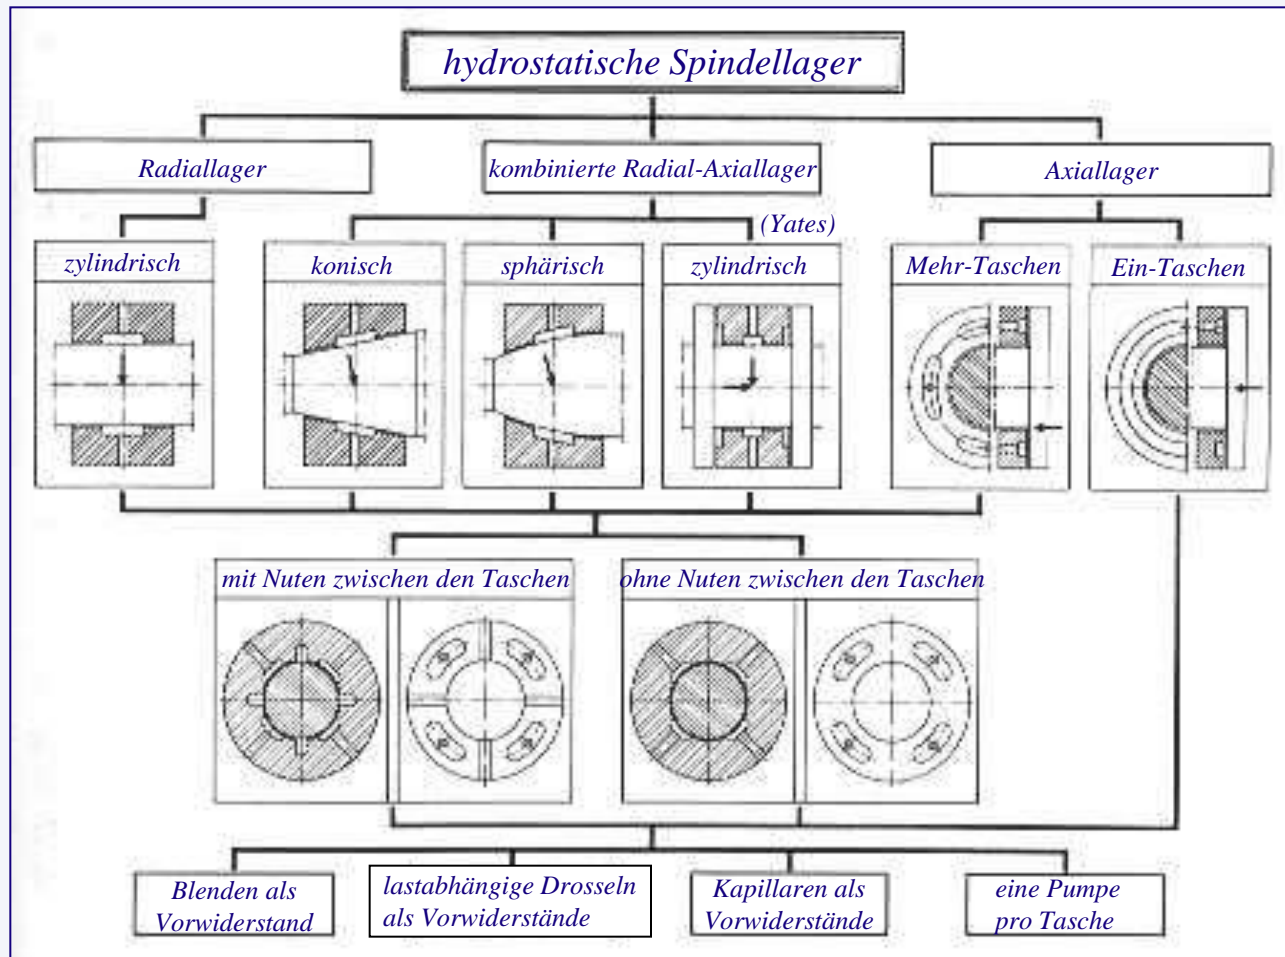 hydrostatische Spindellager
Radiallager
kombinierte Radial-Axiallager
Axiallager
(Yates)
zylindrisch
konisch
sphärisch
zylindrisch
Mehr-Taschen
Ein-Taschen
mit Nuten zwischen den Taschen
ohne Nuten zwischen den Taschen
Blenden als
Vorwiderstand
lastabhängige Drosseln
als Vorwiderstände
Kapillaren als
Vorwiderstände
eine Pumpe
pro Tasche